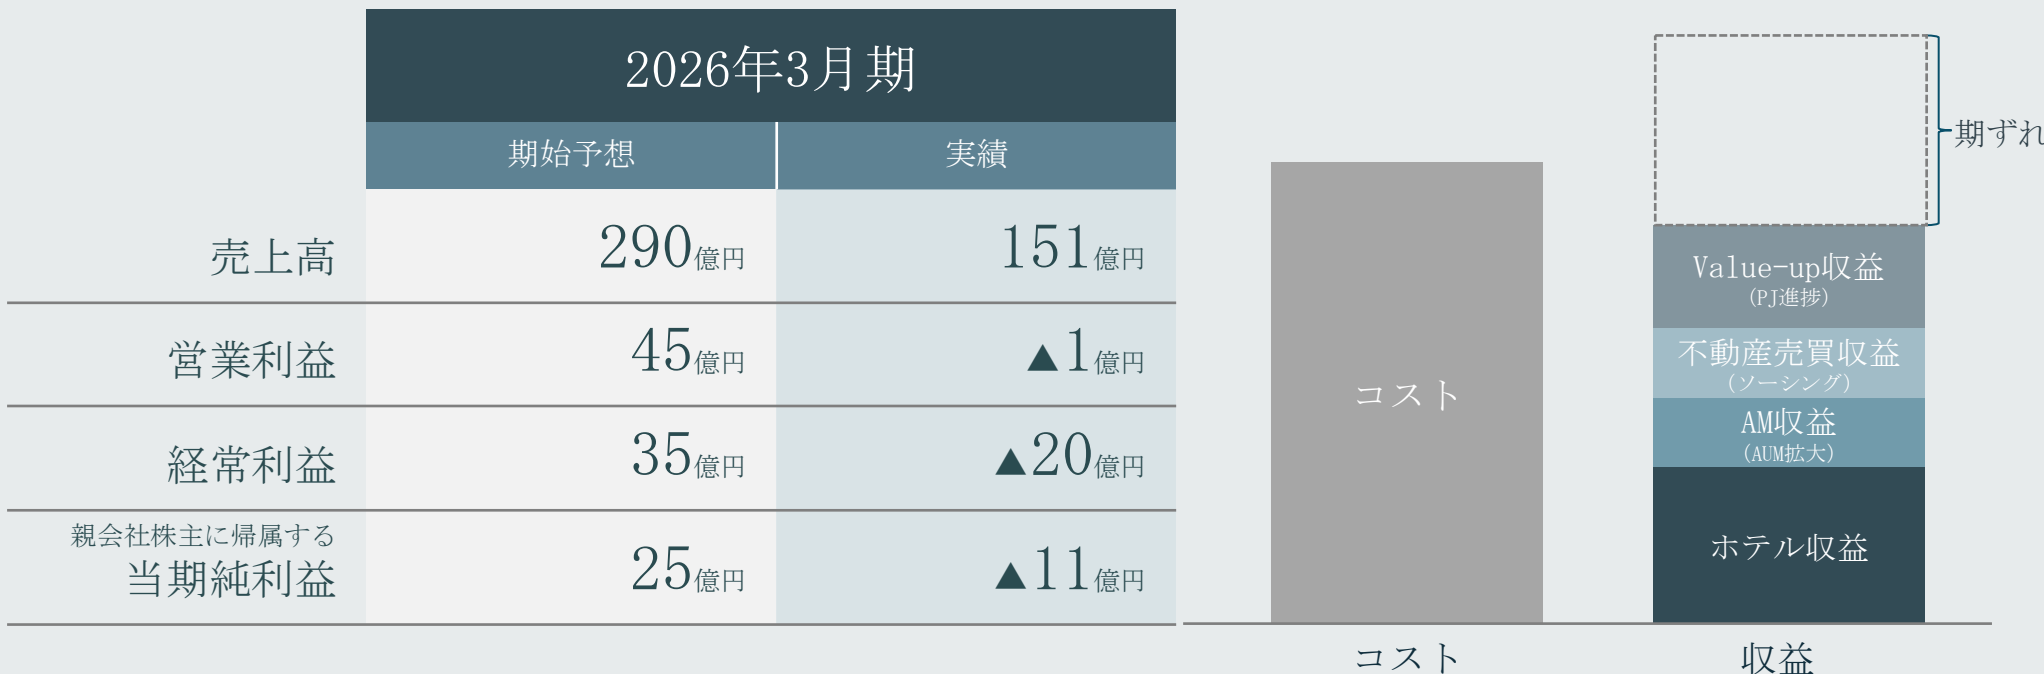 2026年3月期
期始予想
実績
売上高
290億円
151億円
営業利益
45億円
▲1億円
経常利益
35億円
▲20億円
親会社株主に帰属する
当期純利益
25億円
▲11億円
期ずれ
コスト
Value-up収益
(PJ進捗)
不動産売買収益
(ソーシング)
AM収益
(AUM拡大)
ホテル収益
コスト
収益